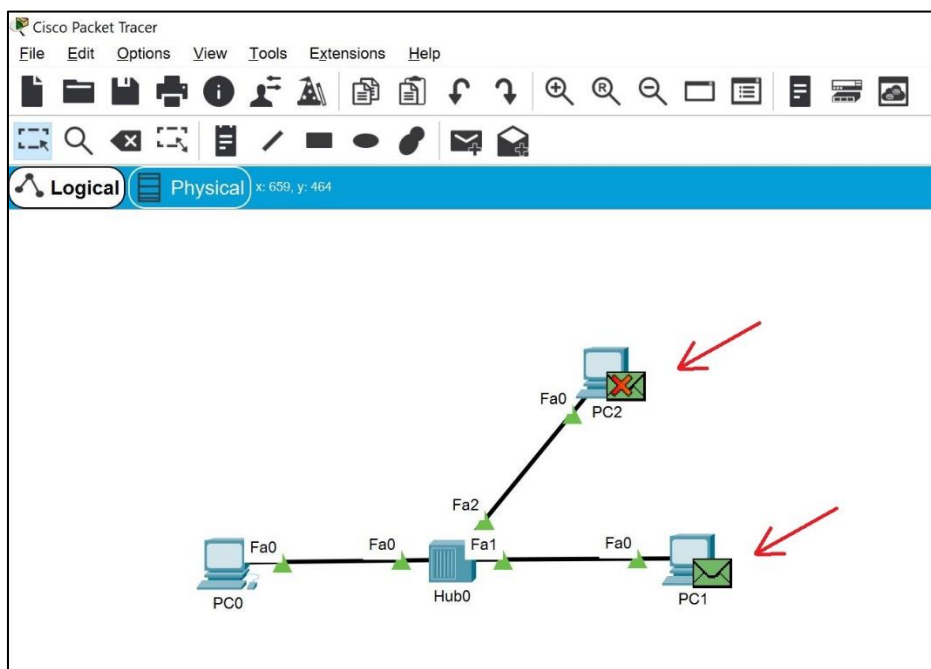 Cisco Packet Tracer
File Edit Options View Tools Extensions Help
R
Logical Physical x: 659, y: 464
Fa0
PC2
Fa2
Fa0 Fa0 Fa1 Fa0
PC0 Hub0 PC1